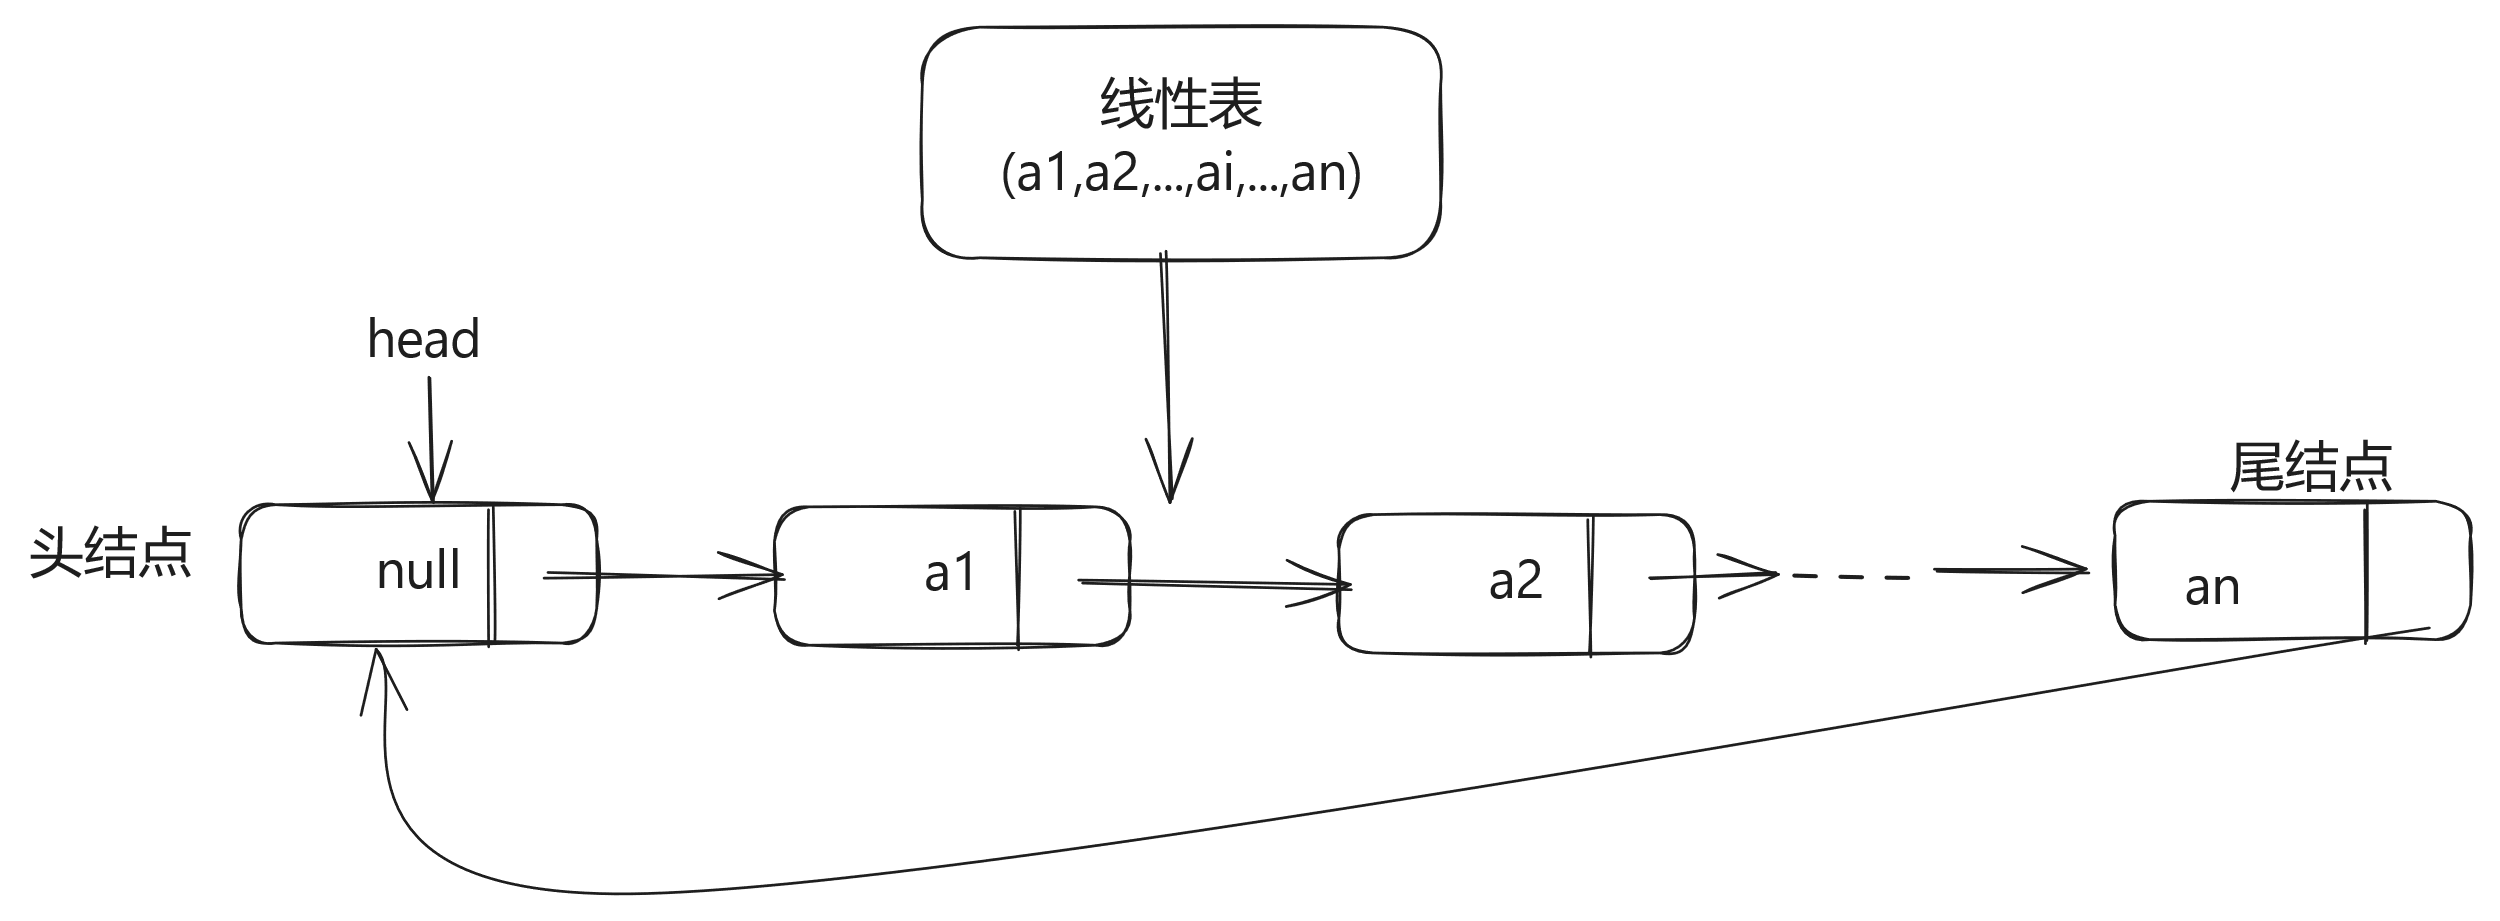 线性表
(a1,a2,...,ai,...,an)
head
尾结点
头结点
null
a1
a2
an